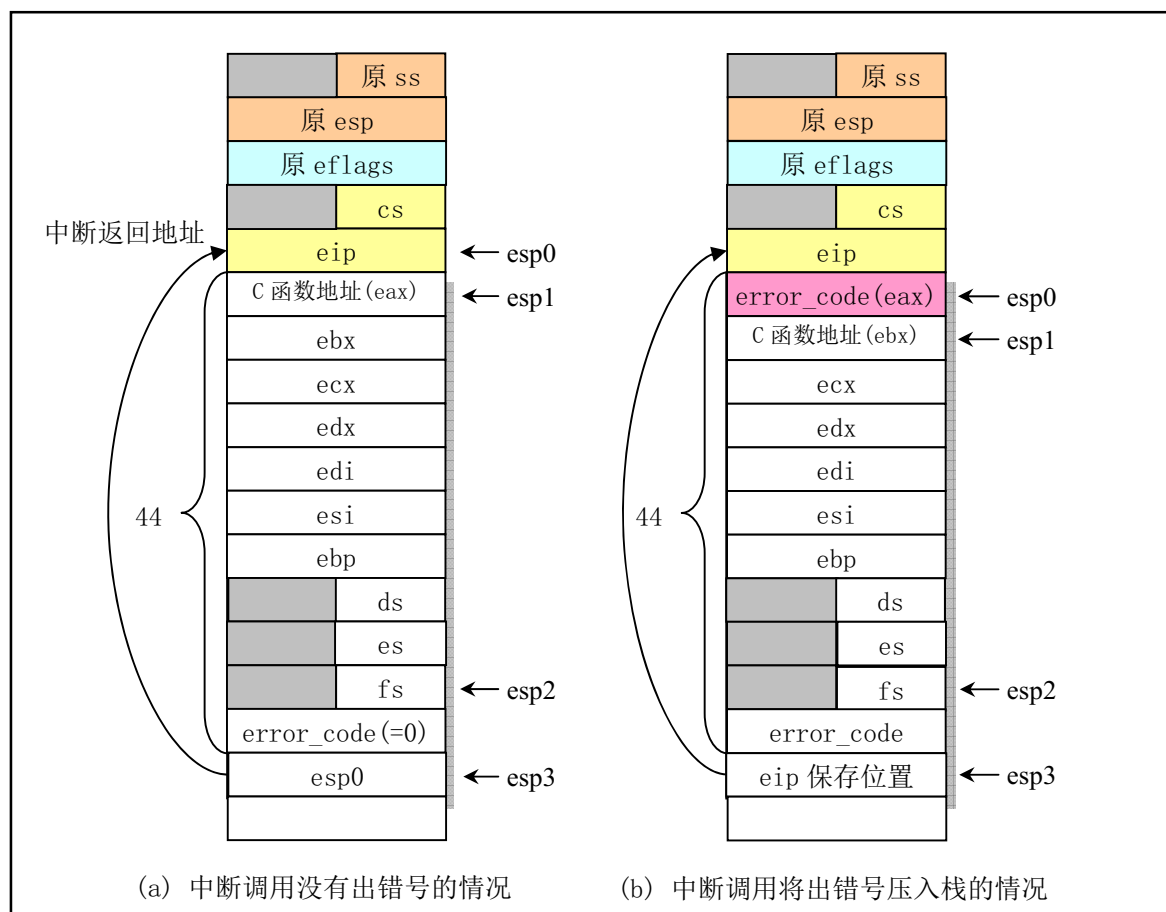 原 ss
原 esp
原 eflags
cs
中断返回地址
eip
esp0
C 函数地址(eax)
esp1
ebx
ecx
edx
edi
44
esi
ebp
ds
es
fs
esp2
error_code(=0)
esp0
esp3
(a) 中断调用没有出错号的情况
原 ss
原 esp
原 eflags
cs
eip
error_code(eax)
esp0
C 函数地址(ebx)
esp1
ecx
edx
edi
44
esi
ebp
ds
es
fs
esp2
error_code
eip 保存位置
esp3
(b) 中断调用将出错号压入栈的情况